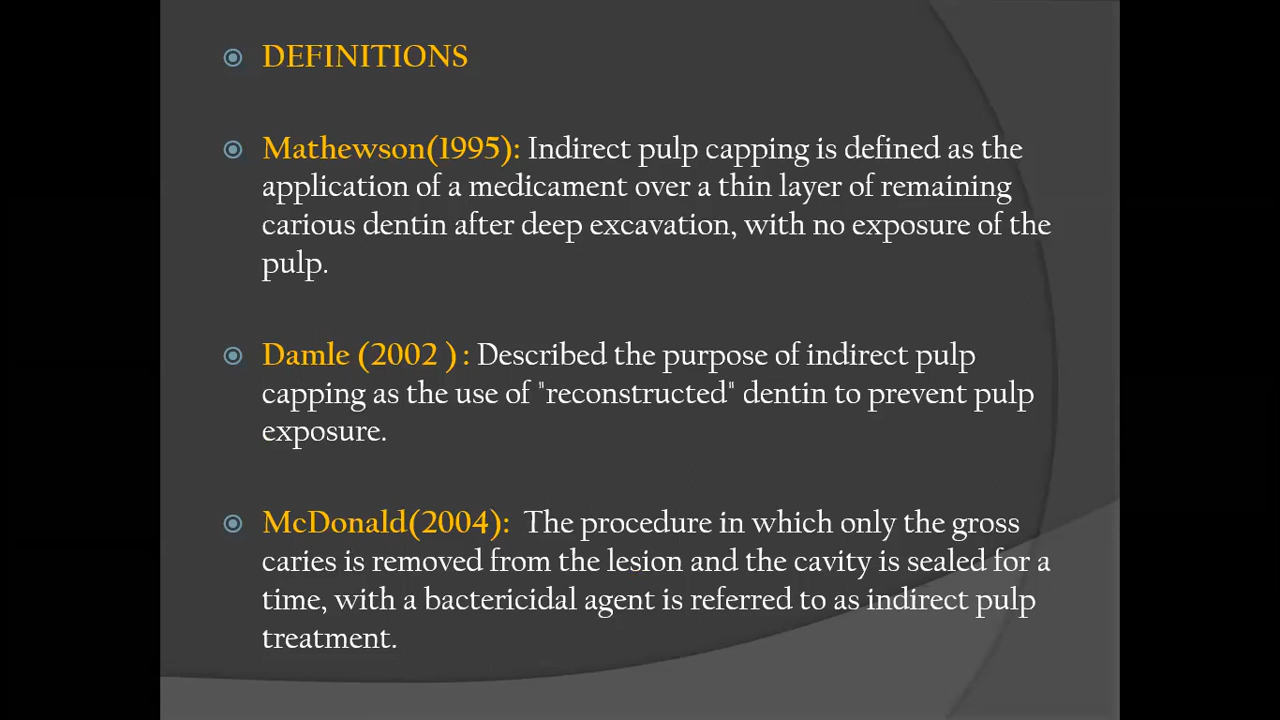 DEFINITIONS
Mathewson(1995): Indirect pulp capping is defined as the
application of a medicament over a thin layer of remaining
carious dentin after deep excavation, with no exposure of the
pulp.
Damle (2002 ) : Described the purpose of indirect pulp
capping as the use of "reconstructed" dentin to prevent pulp
exposure.
McDonald(2004): The procedure in which only the gross
caries is removed from the lesion and the cavity is sealed for a
time, with a bactericidal agent is referred to as indirect pulp
treatment.